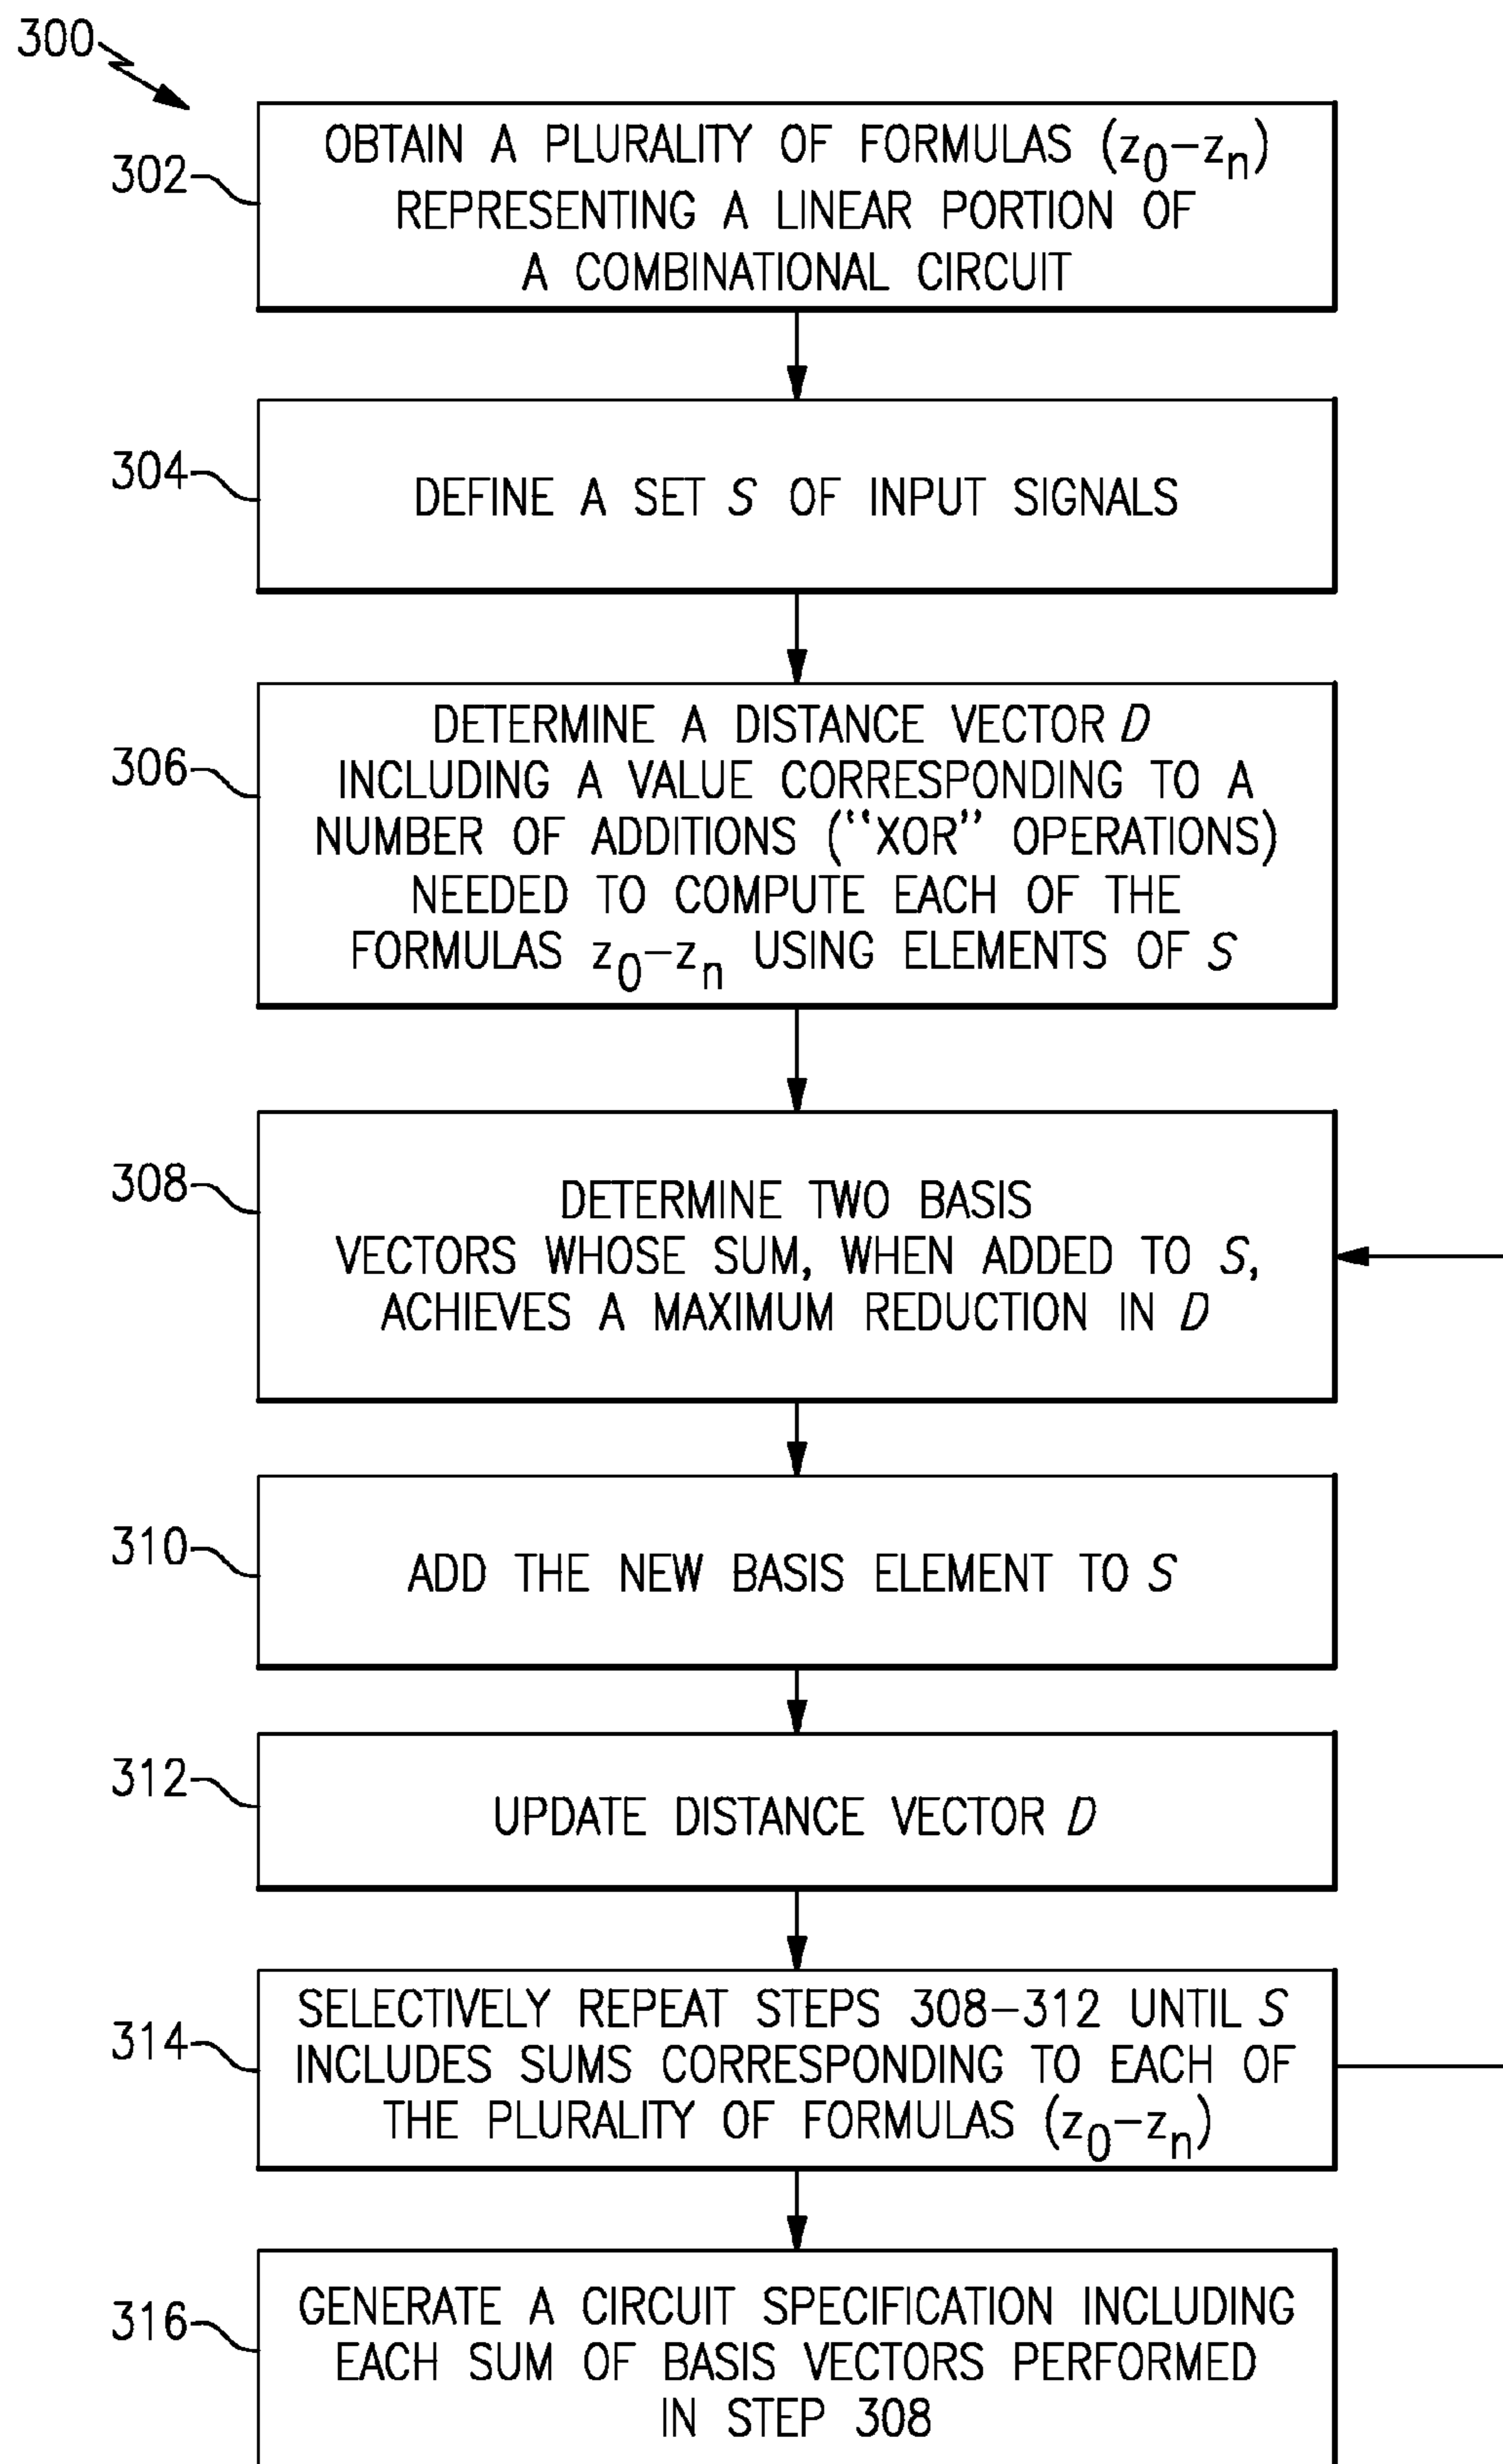 300
302
OBTAIN A PLURALITY OF FORMULAS (z0–zn)
REPRESENTING A LINEAR PORTION OF
A COMBINATIONAL CIRCUIT
304
DEFINE A SET S OF INPUT SIGNALS
306
DETERMINE A DISTANCE VECTOR D
INCLUDING A VALUE CORRESPONDING TO A
NUMBER OF ADDITIONS (“XOR” OPERATIONS)
NEEDED TO COMPUTE EACH OF THE
FORMULAS z0–zn USING ELEMENTS OF S
308
DETERMINE TWO BASIS
VECTORS WHOSE SUM, WHEN ADDED TO S,
ACHIEVES A MAXIMUM REDUCTION IN D
310
ADD THE NEW BASIS ELEMENT TO S
312
UPDATE DISTANCE VECTOR D
314
SELECTIVELY REPEAT STEPS 308–312 UNTIL S
INCLUDES SUMS CORRESPONDING TO EACH OF
THE PLURALITY OF FORMULAS (z0–zn)
316
GENERATE A CIRCUIT SPECIFICATION INCLUDING
EACH SUM OF BASIS VECTORS PERFORMED
IN STEP 308